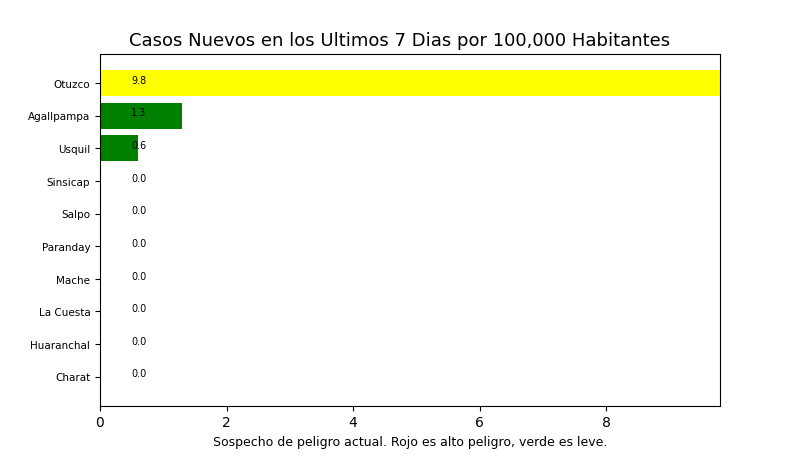 Casos Nuevos en los Ultimos 7 Dias por 100,000 Habitantes
Otuzco 9.8
Agallpampa 1.3
Usquil 0.6
Sinsicap 0.0
Salpo 0.0
Paranday 0.0
Mache 0.0
La Cuesta 0.0
Huaranchal 0.0
Charat 0.0
0 2 4 6 8
Sospecho de peligro actual. Rojo es alto peligro, verde es leve.